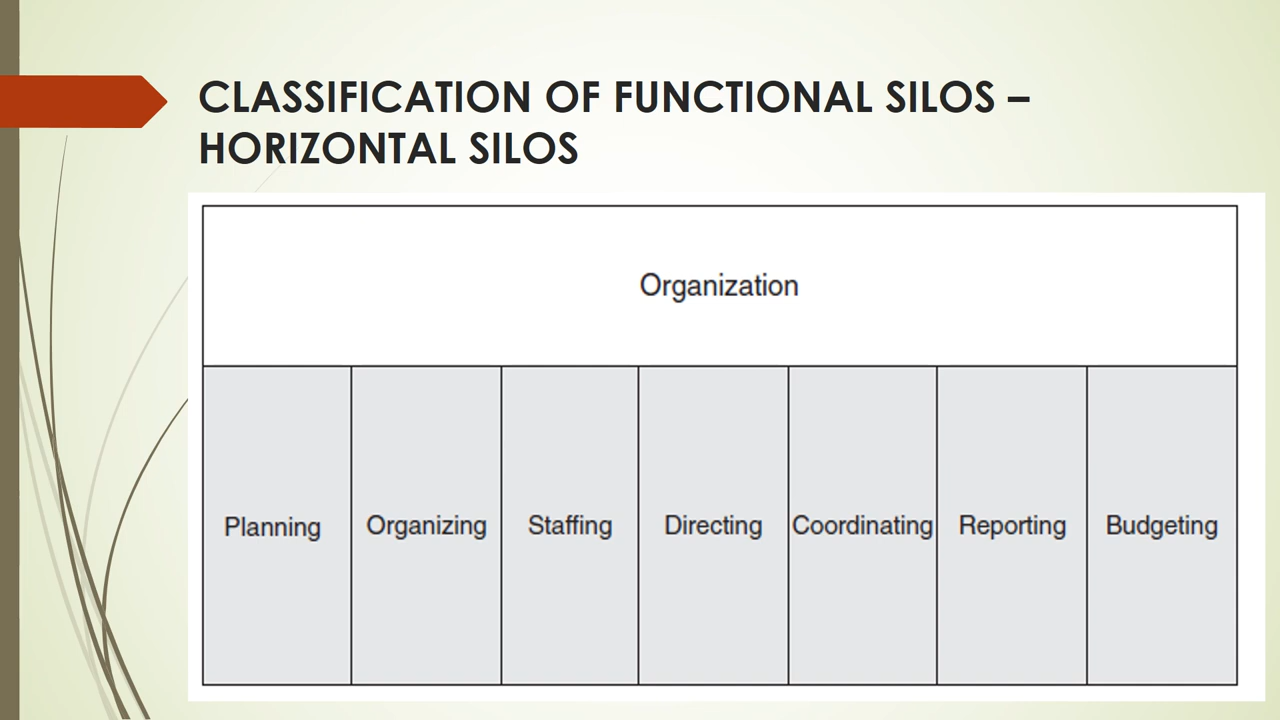 CLASSIFICATION OF FUNCTIONAL SILOS –
HORIZONTAL SILOS
Organization
Planning
Organizing
Staffing
Directing
Coordinating
Reporting
Budgeting